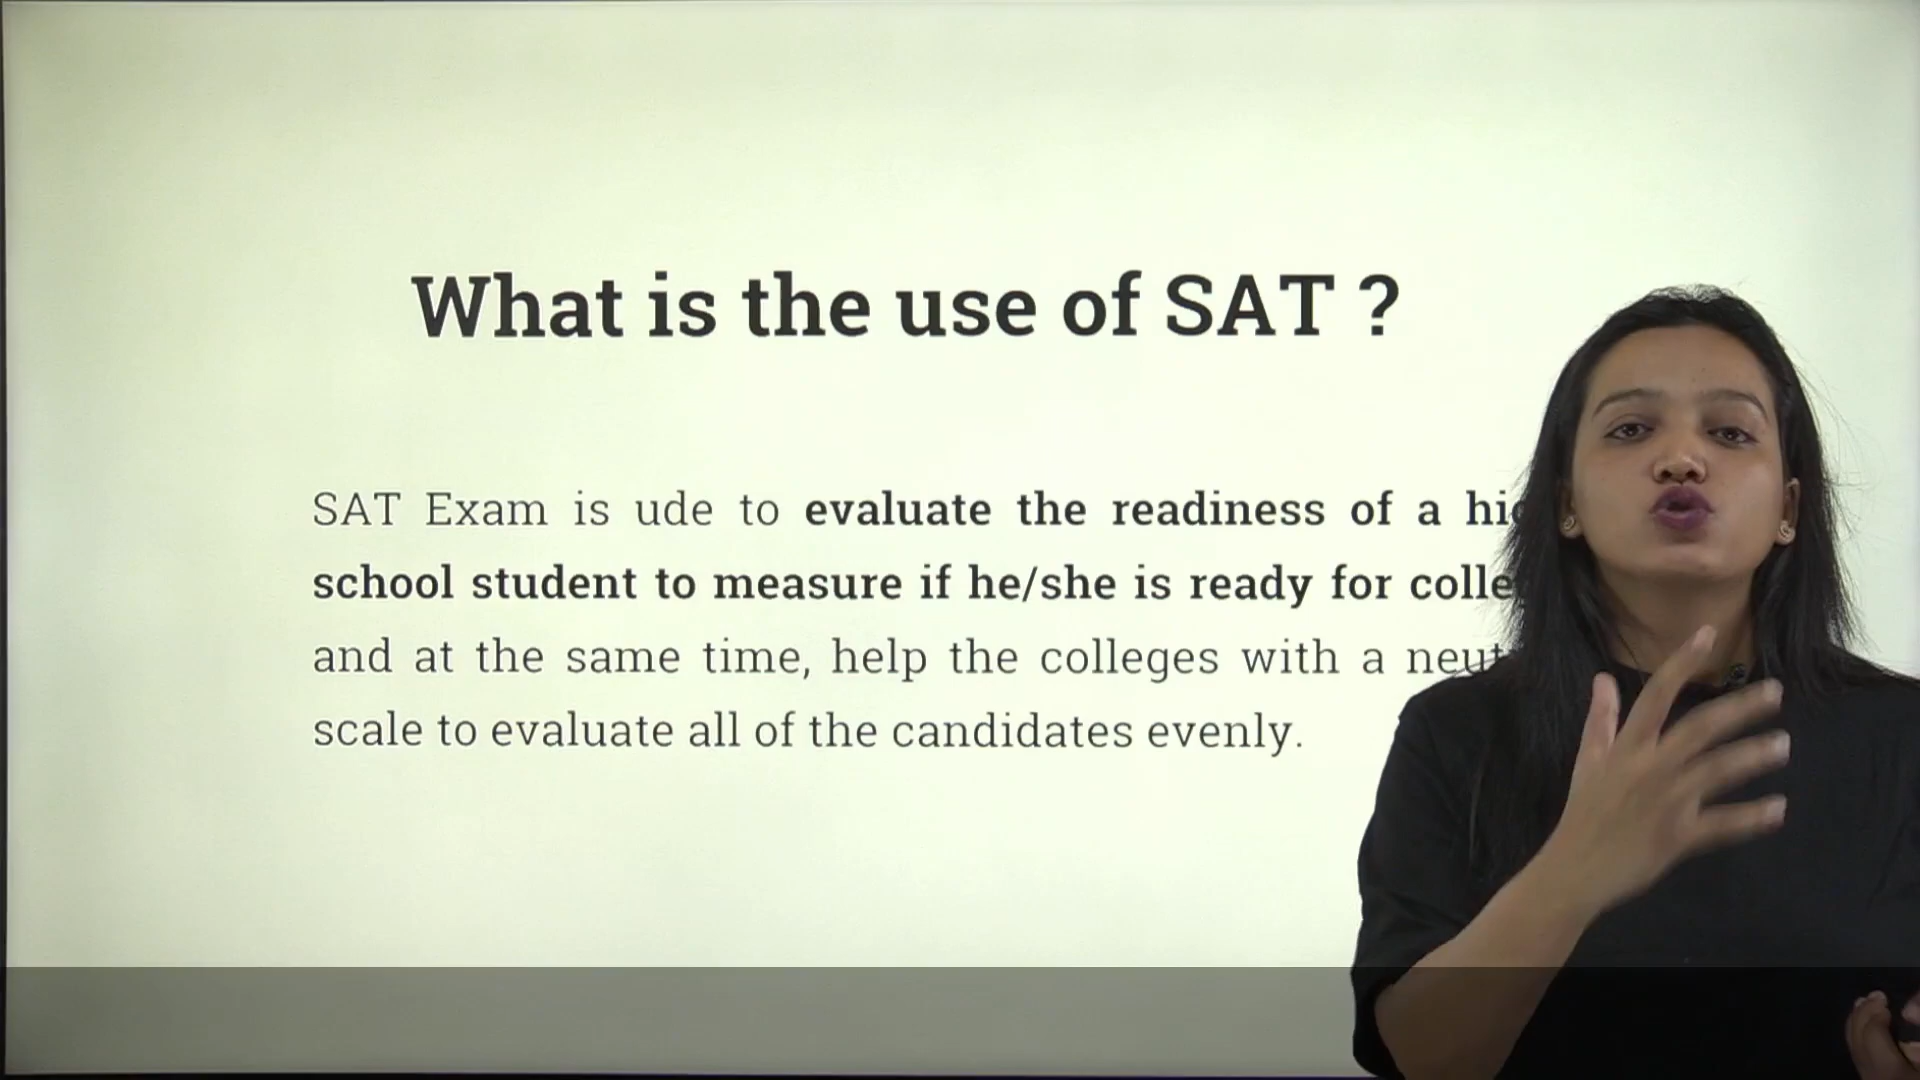 What is the use of SAT ?
SAT Exam is ude to evaluate the readiness of a
school student to measure if he/she is ready for
and at the same time, help the colleges with a
scale to evaluate all of the candidates evenly.